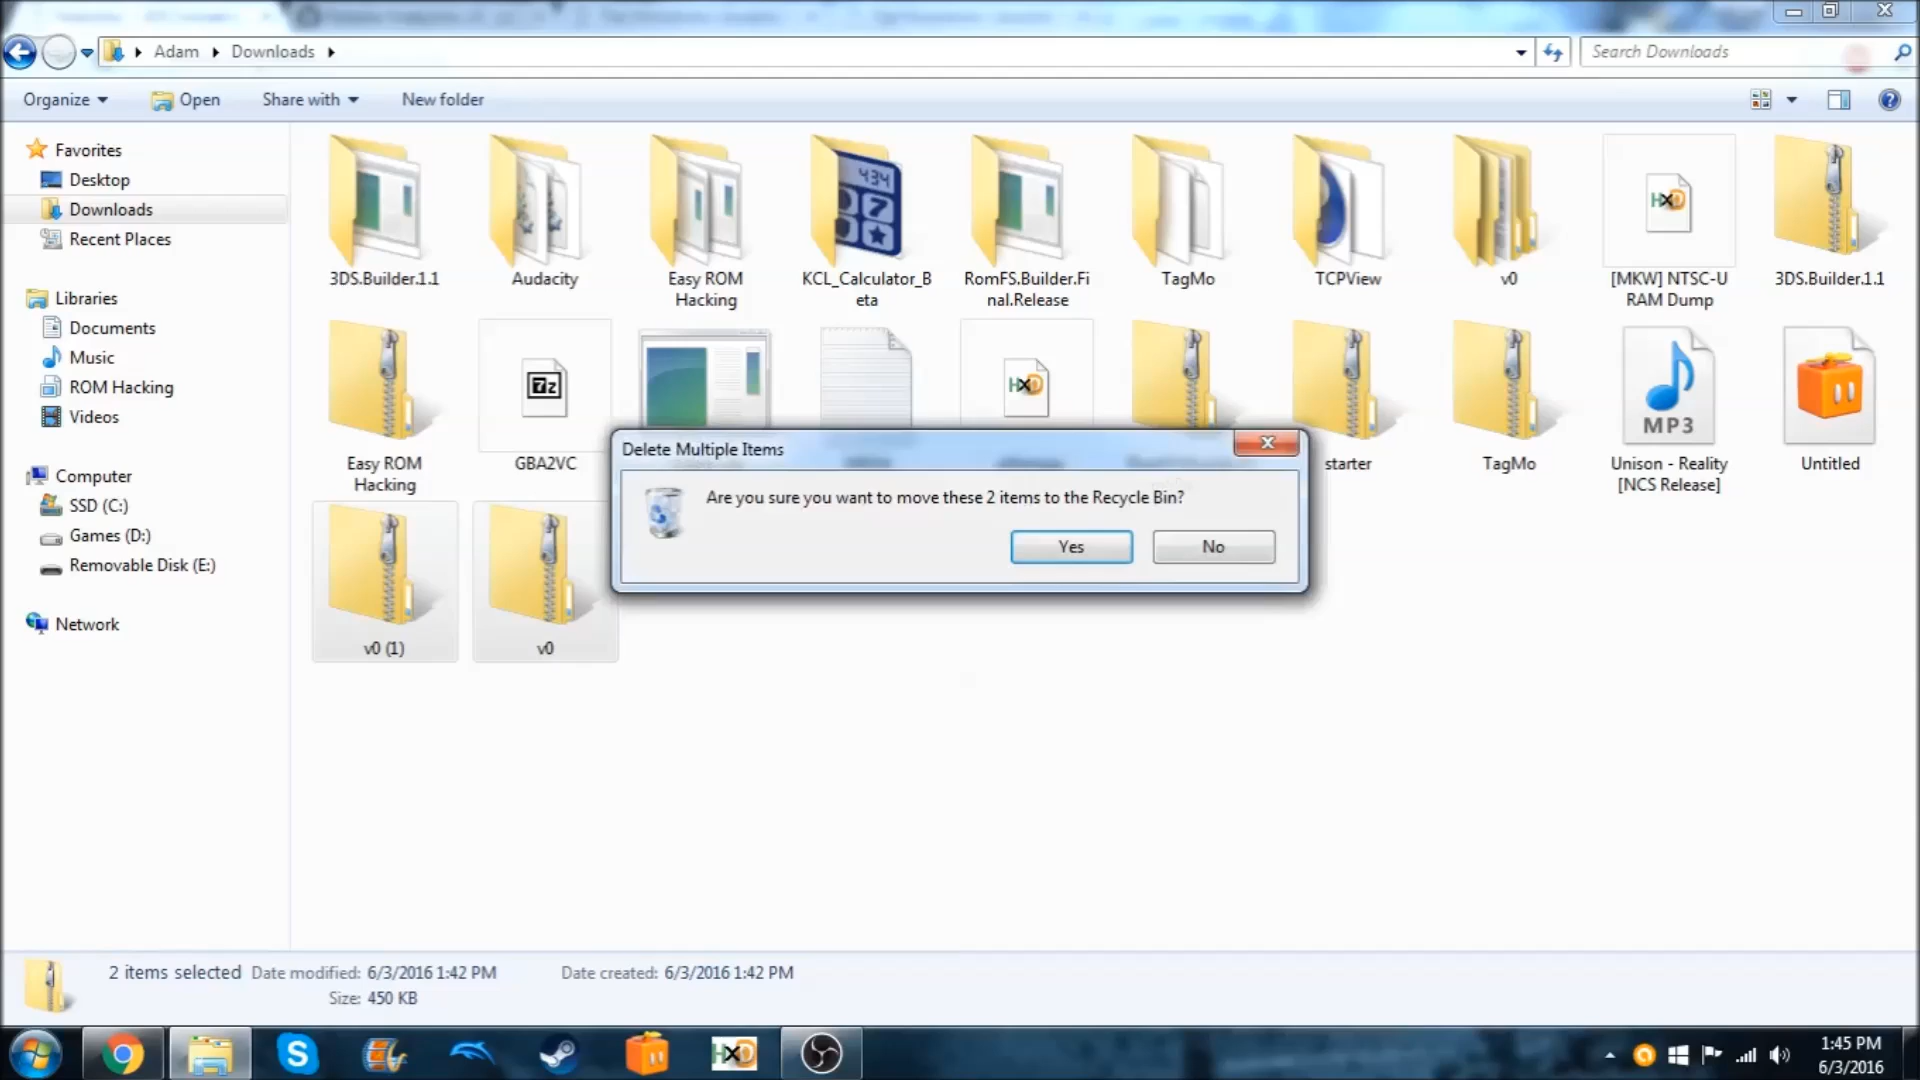 Adam
Downloads
Search Downloads
Organize
Open
Share with
New folder
Favorites
Desktop
Downloads
Recent Places
Libraries
Documents
Music
ROM Hacking
Videos
Computer
SSD (C:)
Games (D:)
Removable Disk (E:)
Network
3DS.Builder.1.1
Audacity
Easy ROM
Hacking
434
7
KCL_Calculator_B
eta
RomFS.Builder.Fi
nal.Release
TagMo
TCPView
v0
HXD
[MKW] NTSC-U
RAM Dump
3DS.Builder.1.1
Easy ROM
Hacking
7z
GBA2VC
HXD
starter
TagMo
MP3
Unison - Reality
[NCS Release]
Untitled
v0 (1)
v0
Delete Multiple Items
Are you sure you want to move these 2 items to the Recycle Bin?
Yes
No
2 items selected
Date modified: 6/3/2016 1:42 PM
Date created: 6/3/2016 1:42 PM
Size: 450 KB
HXD
1:45 PM
6/3/2016